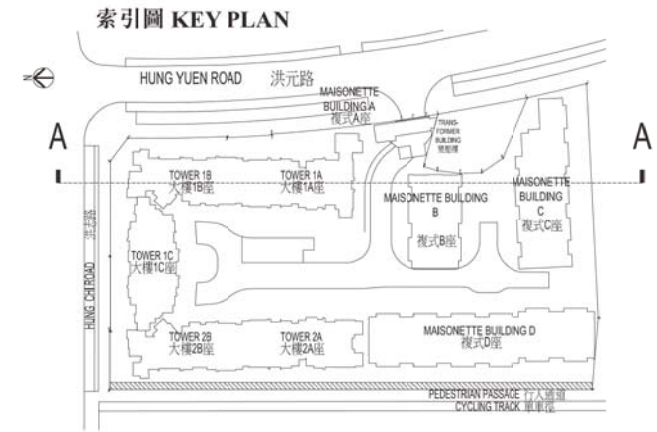 索引圖 KEY PLAN
N
HUNG YUEN ROAD 洪元路
MAISONETTE
BUILDING A
複式A座
TRANS-
FORMER
BUILDING
變壓樓
A
A
TOWER 1B
大樓1B座
TOWER 1A
大樓1A座
MAISONETTE BUILDING
B
複式B座
MAISONETTE
BUILDING
C
複式C座
HUNG CHI ROAD 洪志路
TOWER 1C
大樓1C座
TOWER 2B
大樓2B座
TOWER 2A
大樓2A座
MAISONETTE BUILDING D
複式D座
PEDESTRIAN PASSAGE 行人通道
CYCLING TRACK 單車徑